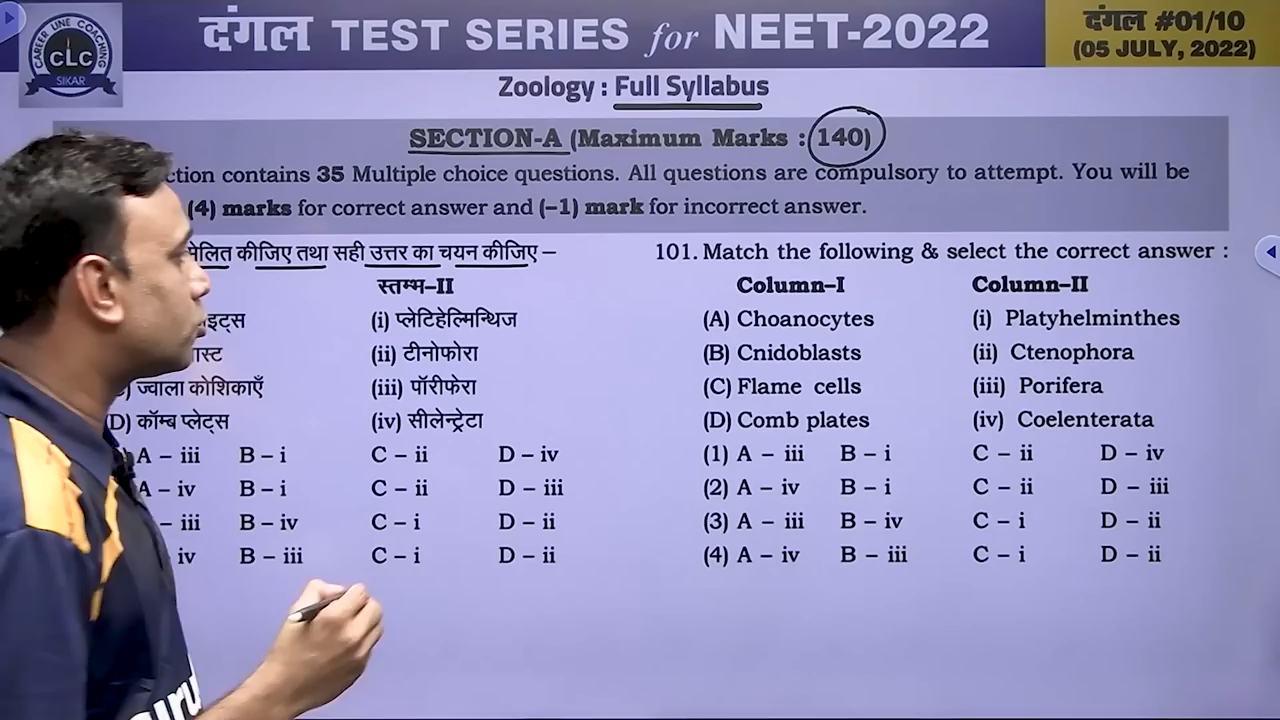 दंगल TEST SERIES for NEET-2022
दंगल #01/10
(05 JULY, 2022)
CAREER LINE COACHING
CLC
SIKAR
Zoology : Full Syllabus
SECTION-A (Maximum Marks : 140)
contains 35 Multiple choice questions. All questions are compulsory to attempt. You will be
(4) marks for correct answer and (–1) mark for incorrect answer.
कीजिए तथा सही उत्तर का चयन कीजिए –
स्तम्भ–II
(i) प्लेटिहेल्मिन्थिज
(ii) टीनोफोरा
ज्वाला कोशिकाएँ (iii) पॉरीफेरा
(D) कॉम्ब प्लेट्स (iv) सीलेन्ट्रेटा
A – iii B – i C – ii D – iv
A – iv B – i C – ii D – iii
– iii B – iv C – i D – ii
iv B – iii C – i D – ii
101. Match the following & select the correct answer :
Column–I Column–II
(A) Choanocytes (i) Platyhelminthes
(B) Cnidoblasts (ii) Ctenophora
(C) Flame cells (iii) Porifera
(D) Comb plates (iv) Coelenterata
(1) A – iii B – i C – ii D – iv
(2) A – iv B – i C – ii D – iii
(3) A – iii B – iv C – i D – ii
(4) A – iv B – iii C – i D – ii